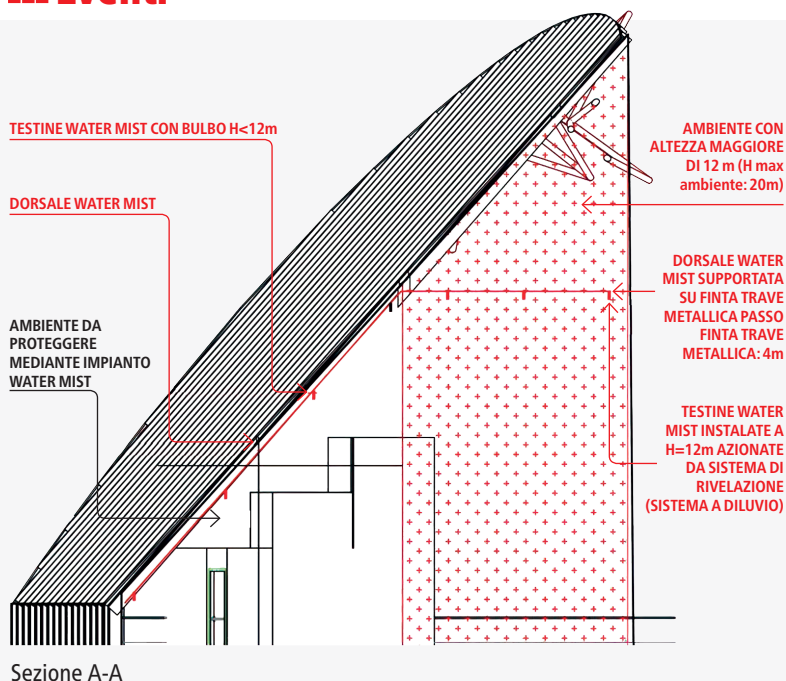 Eventi
TESTINE WATER MIST CON BULBO H<12m
DORSALE WATER MIST
AMBIENTE DA
PROTEGGERE
MEDIANTE IMPIANTO
WATER MIST
AMBIENTE CON
ALTEZZA MAGGIORE
DI 12 m (H max
ambiente: 20m)
DORSALE WATER
MIST SUPPORTATA
SU FINTA TRAVE
METALLICA PASSO
FINTA TRAVE
METALLICA: 4m
TESTINE WATER
MIST INSTALATE A
H=12m AZIONATE
DA SISTEMA DI
RIVELAZIONE
(SISTEMA A DILUVIO)
Sezione A-A